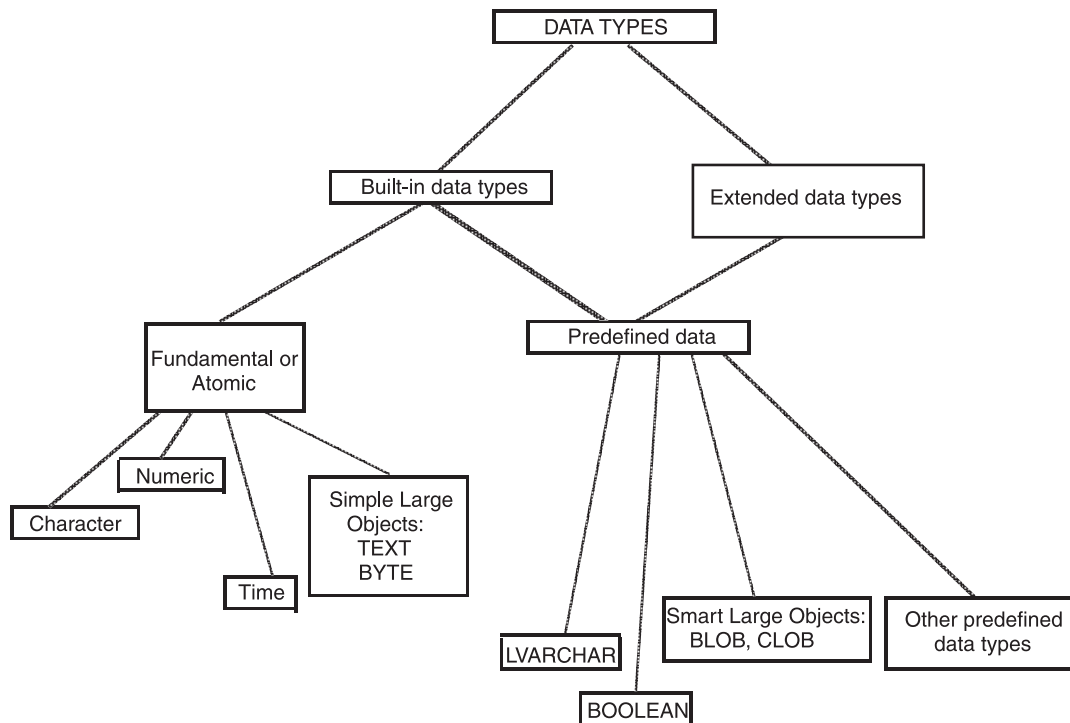 DATA TYPES
Built-in data types
Extended data types
Fundamental or
Atomic
Predefined data
Character
Numeric
Time
Simple Large
Objects:
TEXT
BYTE
LVARCHAR
BOOLEAN
Smart Large Objects:
BLOB, CLOB
Other predefined
data types